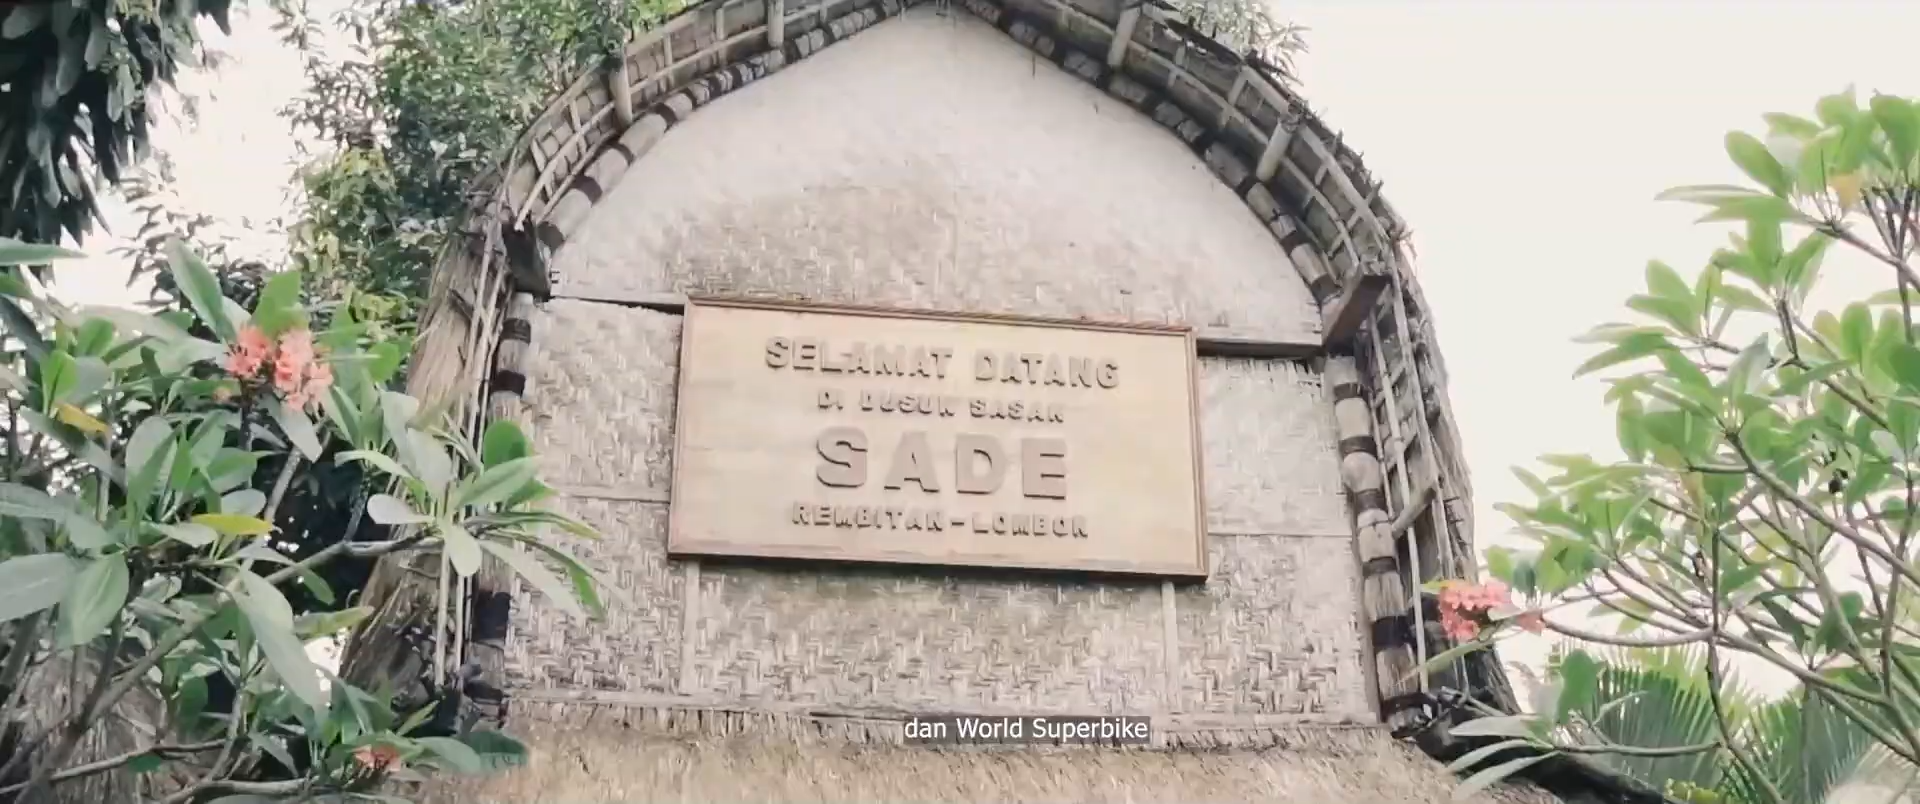 SELAMAT DATANG
DI DUSUN SASAK
SADE
REMBITAN-LOMBOK
dan World Superbike